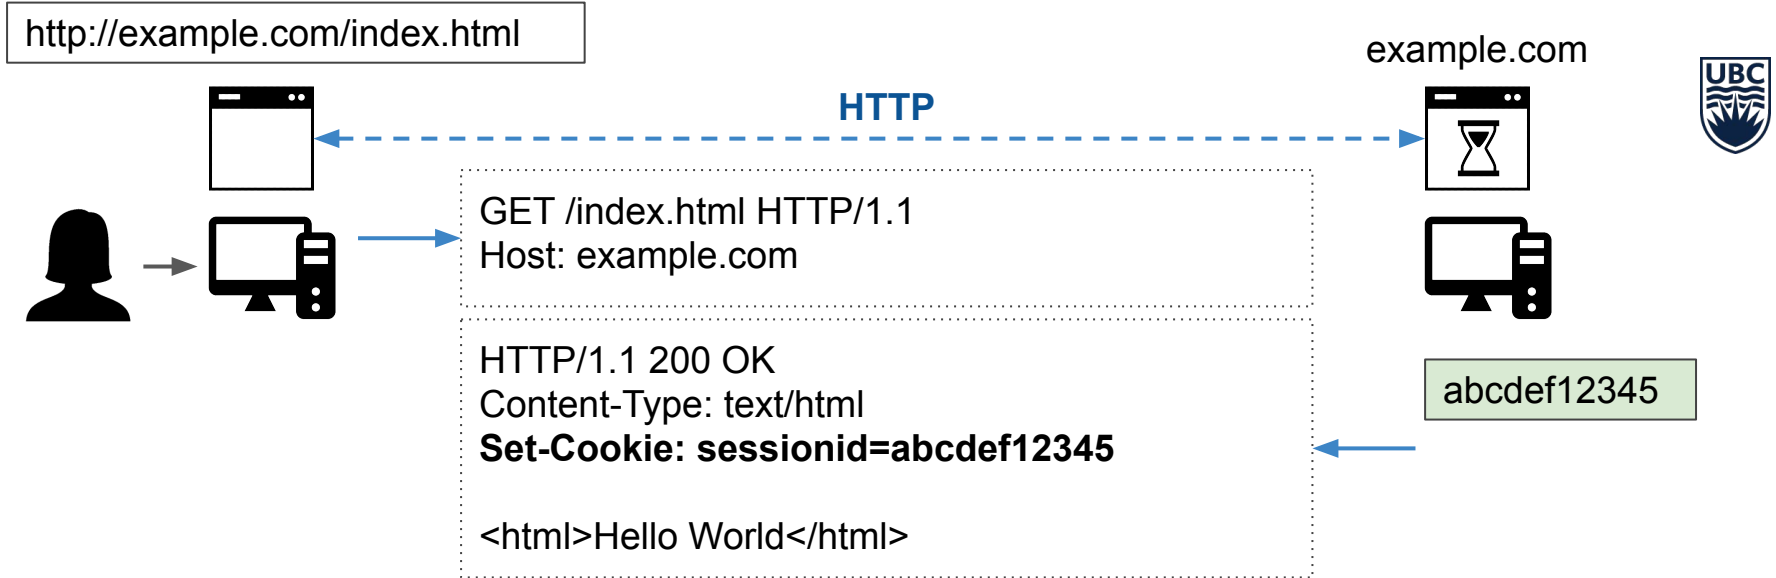 http://example.com/index.html
example.com
UBC
HTTP
GET /index.html HTTP/1.1
Host: example.com
HTTP/1.1 200 OK
Content-Type: text/html
Set-Cookie: sessionid=abcdef12345
<html>Hello World</html>
abcdef12345